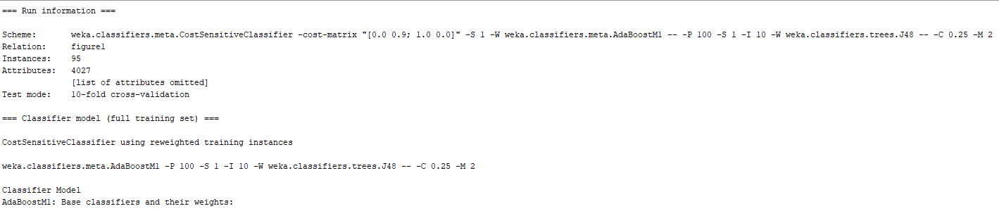 === Run information ===
Scheme: weka.classifiers.meta.CostSensitiveClassifier -cost-matrix "[0.0 0.9; 1.0 0.0]" -S 1 -W weka.classifiers.meta.AdaBoostM1 -- -P 100 -S 1 -I 10 -W weka.classifiers.trees.J48 -- -C 0.25 -M 2
Relation: figure1
Instances: 95
Attributes: 4027
[list of attributes omitted]
Test mode: 10-fold cross-validation
=== Classifier model (full training set) ===
CostSensitiveClassifier using reweighted training instances
weka.classifiers.meta.AdaBoostM1 -P 100 -S 1 -I 10 -W weka.classifiers.trees.J48 -- -C 0.25 -M 2
Classifier Model
AdaBoostM1: Base classifiers and their weights: